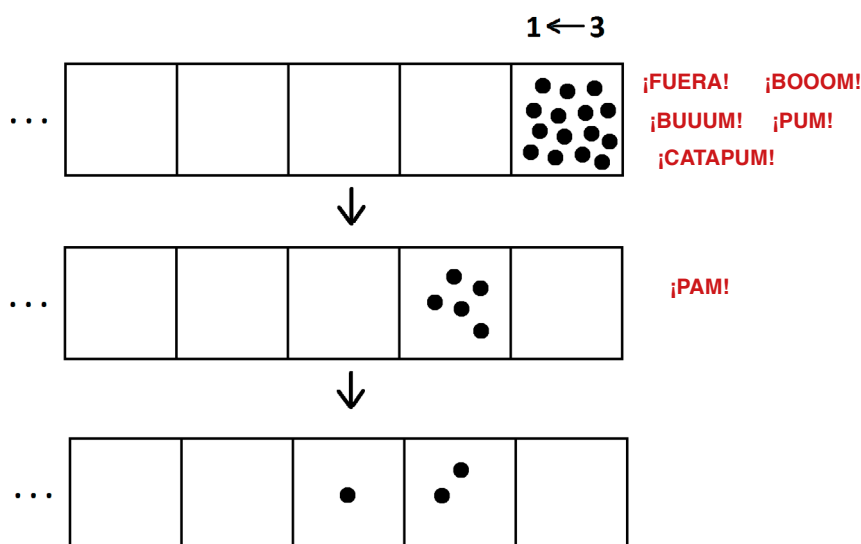 1←3
¡FUERA! ¡BOOOM!
... ¡BUUUM! ¡PUM!
¡CATAPUM!
... ¡PAM!
...